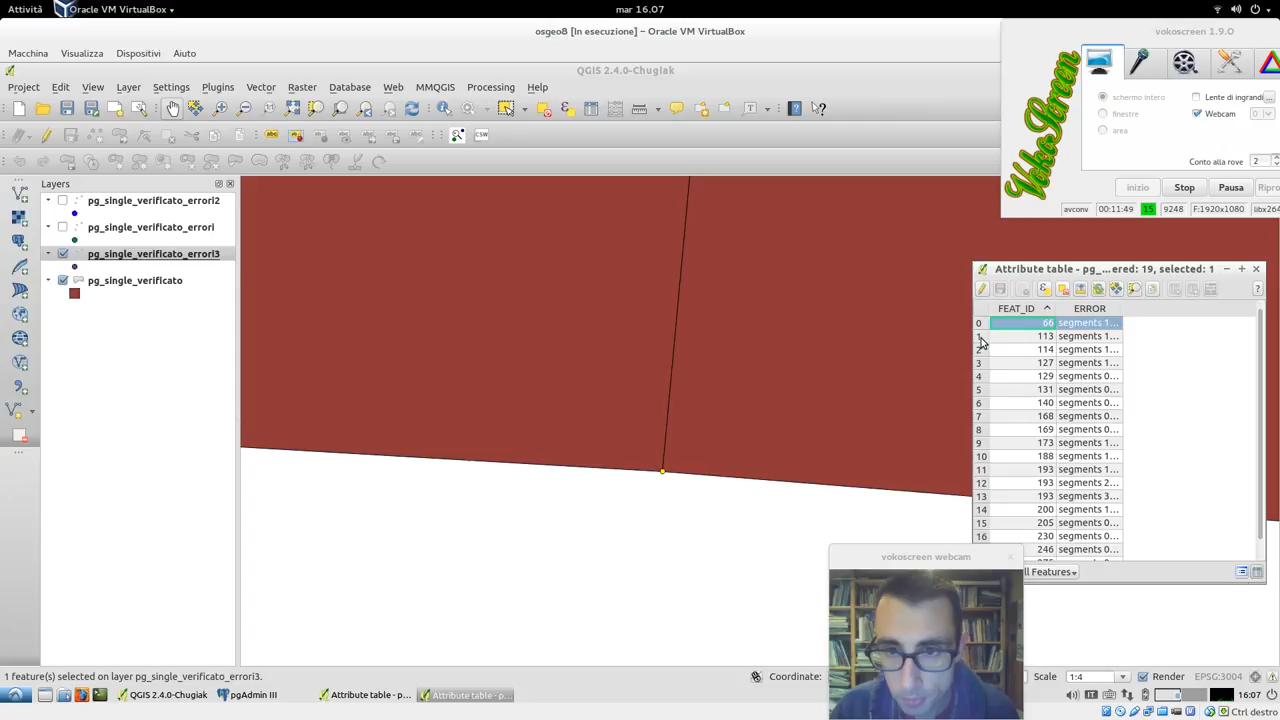 Attività Oracle VM VirtualBox mar 16.07
osgeo8 [In esecuzione] – Oracle VM VirtualBox
Macchina Visualizza Dispositivi Aiuto
QGIS 2.4.0-Chugiak
Project Edit View Layer Settings Plugins Vector Raster Database Web MMQGIS Processing Help
CSW
Layers
pg_single_verificato_errori2
pg_single_verificato_errori
pg_single_verificato_errori3
pg_single_verificato
vokoscreen 1.9.0
VokoScreen
schermo intero
Lente di ingrandi
finestre
Webcam
area
Conto alla rove 2
inizio Stop Pausa Ripro
avconv 00:11:49 15 9248 F:1920x1080 libx264
Attribute table - pg_...ered: 19, selected: 1
FEAT_ID ERROR
0 66 segments 1...
1 113 segments 1...
2 114 segments 1...
3 127 segments 1...
4 129 segments 0...
5 131 segments 0...
6 140 segments 0...
7 168 segments 0...
8 169 segments 0...
9 173 segments 1...
10 188 segments 1...
11 193 segments 1...
12 193 segments 2...
13 193 segments 3...
14 200 segments 1...
15 205 segments 0...
16 230 segments 0...
246 segments 0...
ll Features
vokoscreen webcam
1 feature(s) selected on layer pg_single_verificato_errori3.
Coordinate: Scale 1:4 Render EPSG:3004
QGIS 2.4.0-Chugiak pgAdmin III Attribute table - p... Attribute table - p... 16:07
Ctrl destro